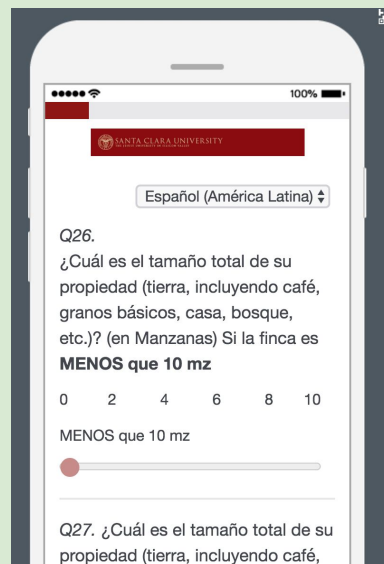 100%
SANTA CLARA UNIVERSITY
Español (América Latina)
Q26.
¿Cuál es el tamaño total de su
propiedad (tierra, incluyendo café,
granos básicos, casa, bosque,
etc.)? (en Manzanas) Si la finca es
MENOS que 10 mz
0 2 4 6 8 10
MENOS que 10 mz
Q27. ¿Cuál es el tamaño total de su
propiedad (tierra, incluyendo café,